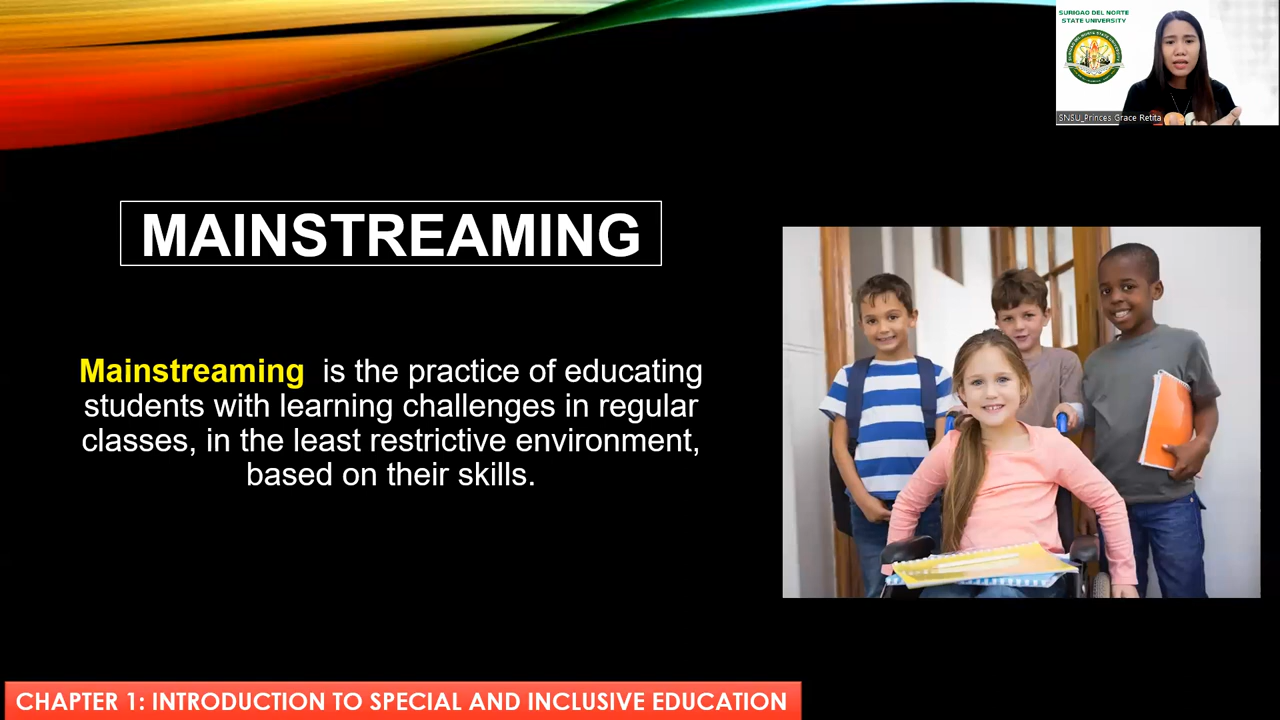 SURIGAO DEL NORTE
STATE UNIVERSITY
SNSU_Princes Grace Retita
MAINSTREAMING
Mainstreaming is the practice of educating
students with learning challenges in regular
classes, in the least restrictive environment,
based on their skills.
CHAPTER 1: INTRODUCTION TO SPECIAL AND INCLUSIVE EDUCATION